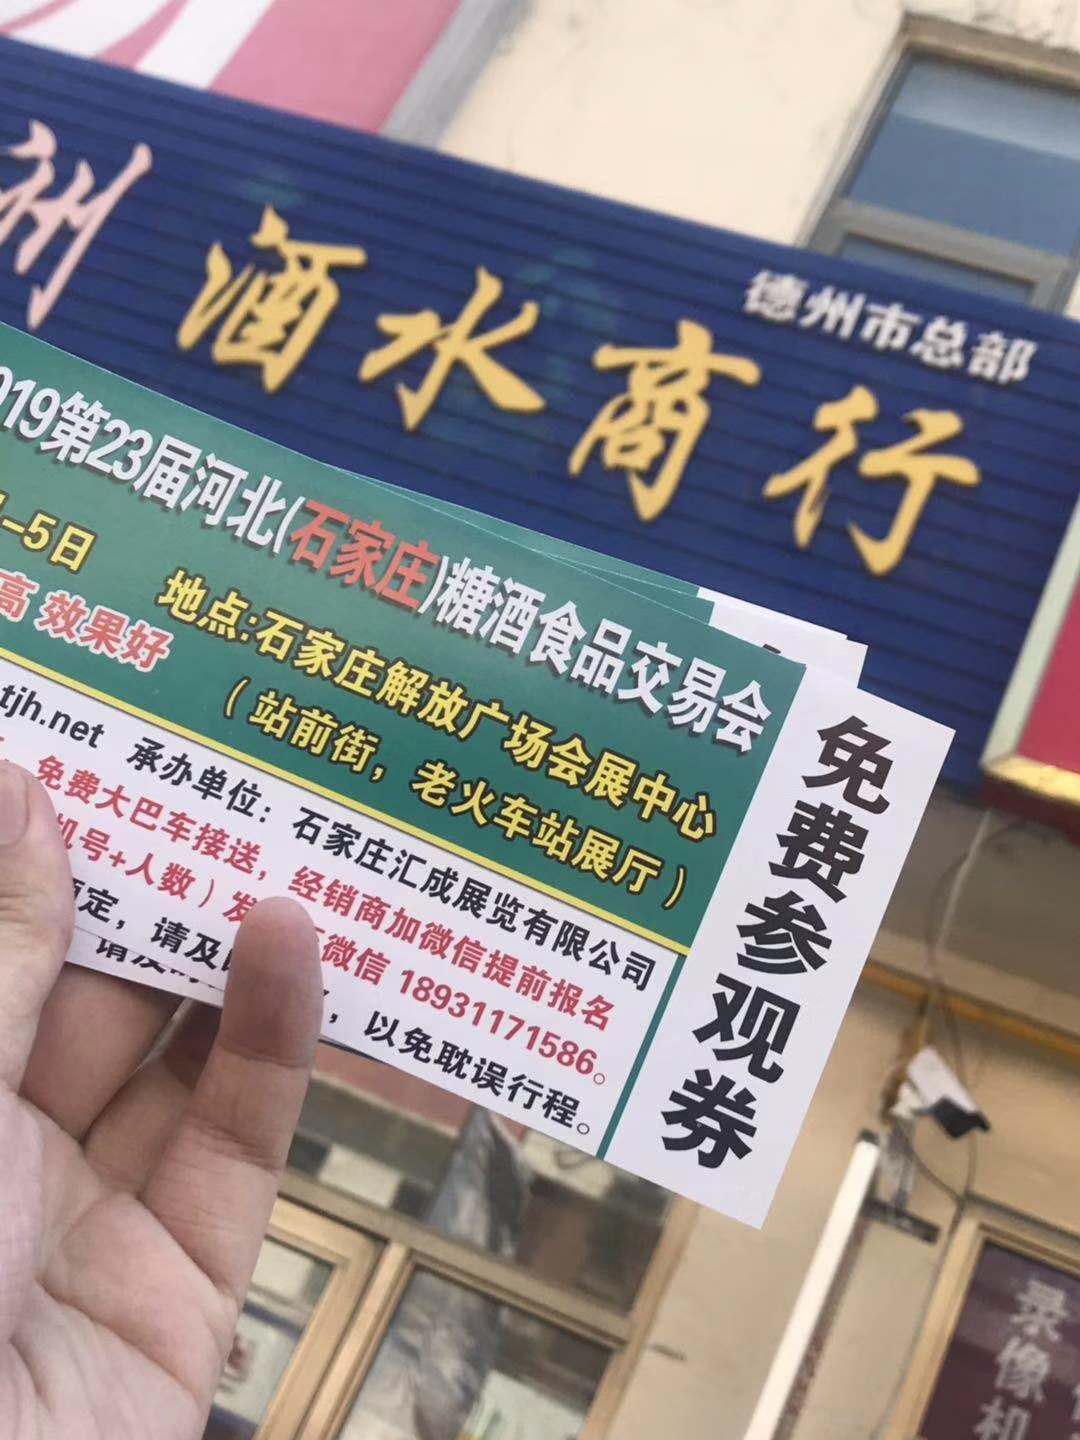 州 酒水商行
德州市总部
019第23届河北(石家庄)糖酒食品交易会
-5日
地点:石家庄解放广场会展中心
高 效果好
(站前街,老火车站展厅)
tjh.net 承办单位:石家庄汇成展览有限公司
免费大巴车接送,经销商加微信提前报名
机号+人数)发 微信 18931171586。
定,请及 ,以免耽误行程。
免费参观券
录像机